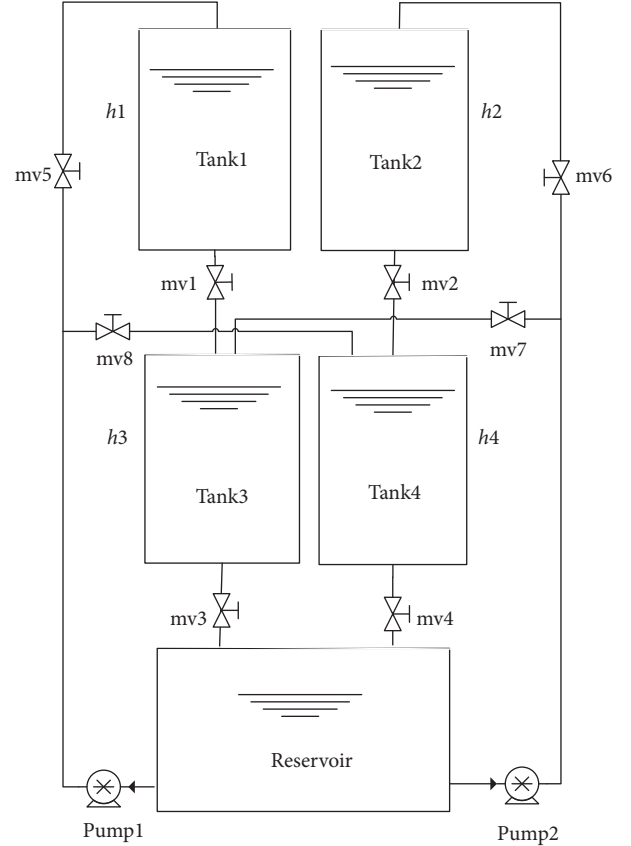 h1
Tank1
Tank2
h2
mv5
mv6
mv1
mv2
mv8
mv7
h3
Tank3
Tank4
h4
mv3
mv4
Reservoir
Pump1
Pump2